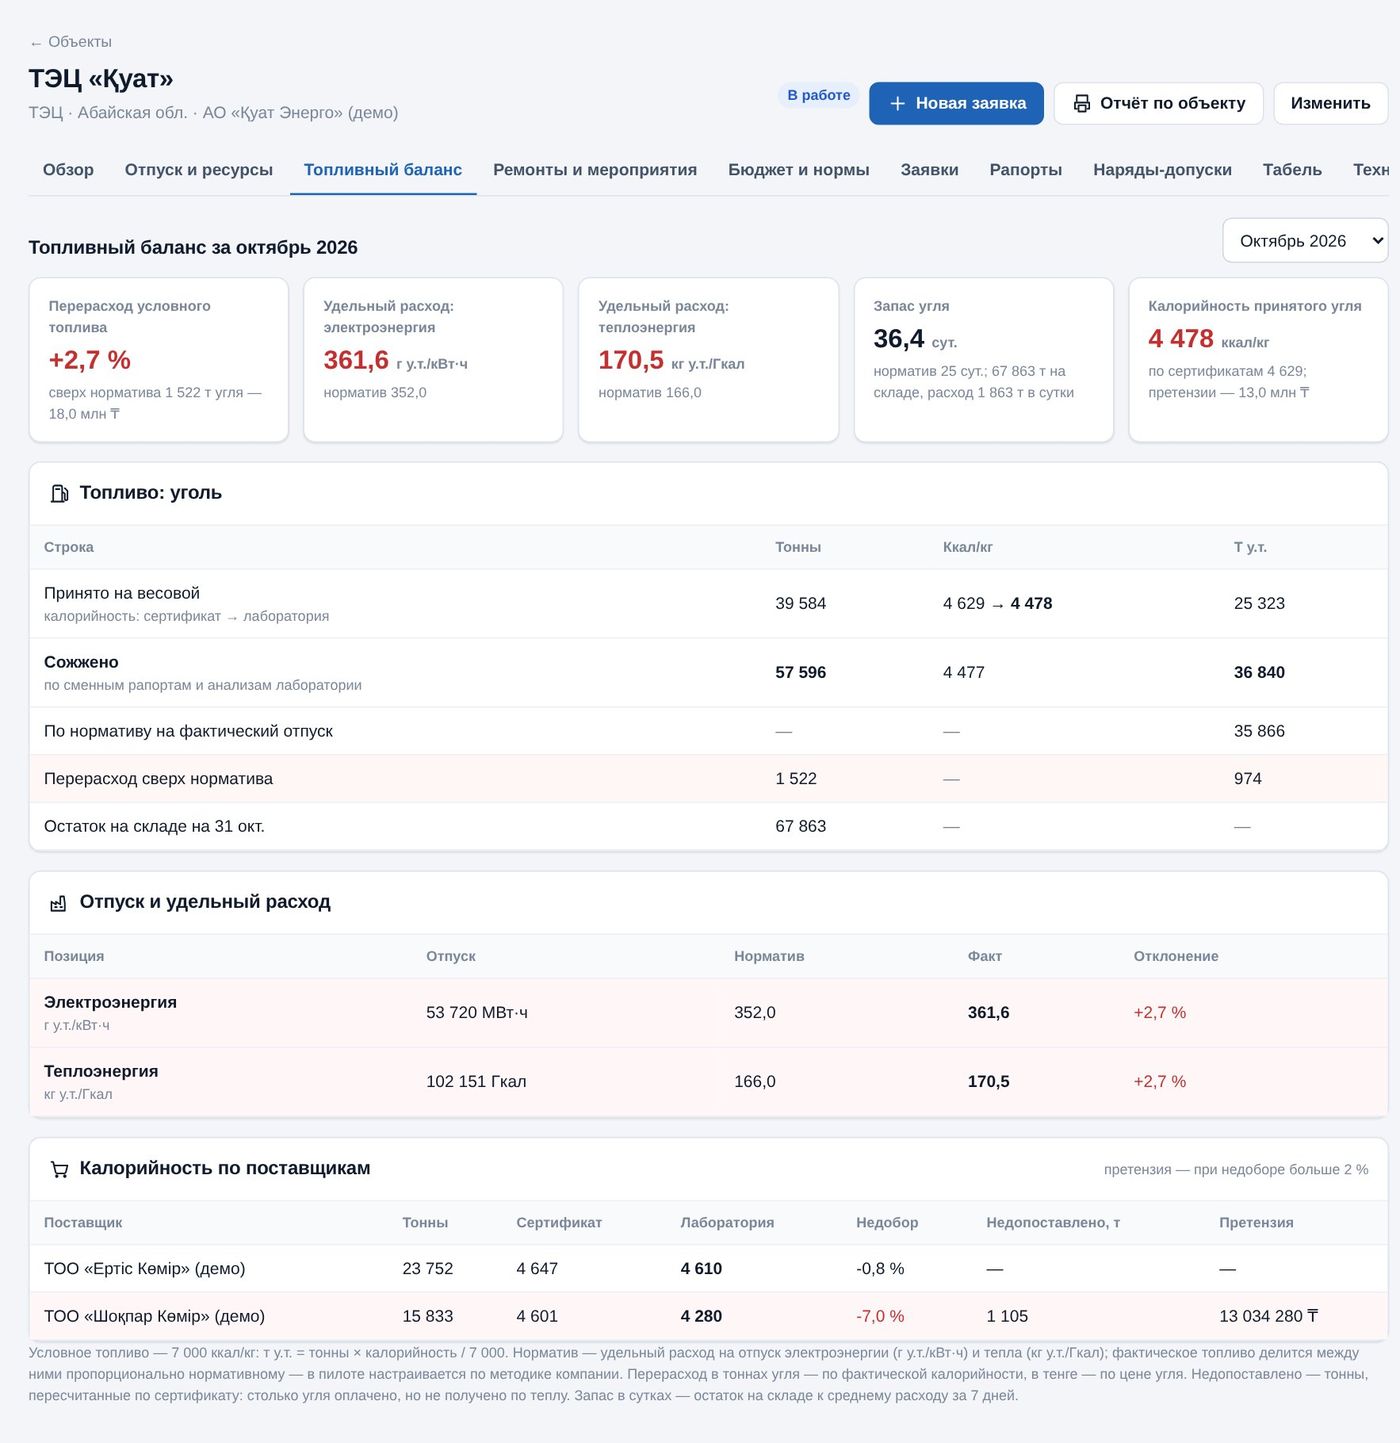 ← Объекты
ТЭЦ «Қуат»
ТЭЦ · Абайская обл. · АО «Қуат Энерго» (демо)
В работе
Новая заявка
Отчёт по объекту
Изменить
Обзор Отпуск и ресурсы Топливный баланс Ремонты и мероприятия Бюджет и нормы Заявки Рапорты Наряды-допуски Табель Техн
Топливный баланс за октябрь 2026
Октябрь 2026
Перерасход условного
топлива
+2,7 %
сверх норматива 1 522 т угля —
18,0 млн ₸
Удельный расход:
электроэнергия
361,6 г у.т./кВт·ч
норматив 352,0
Удельный расход:
теплоэнергия
170,5 кг у.т./Гкал
норматив 166,0
Запас угля
36,4 сут.
норматив 25 сут.; 67 863 т на
складе, расход 1 863 т в сутки
Калорийность принятого угля
4 478 ккал/кг
по сертификатам 4 629;
претензии — 13,0 млн ₸
Топливо: уголь
Строка Тонны Ккал/кг Т у.т.
Принято на весовой 39 584 4 629 → 4 478 25 323
калорийность: сертификат → лаборатория
Сожжено 57 596 4 477 36 840
по сменным рапортам и анализам лаборатории
По нормативу на фактический отпуск — — 35 866
Перерасход сверх норматива 1 522 — 974
Остаток на складе на 31 окт. 67 863 — —
Отпуск и удельный расход
Позиция Отпуск Норматив Факт Отклонение
Электроэнергия 53 720 МВт·ч 352,0 361,6 +2,7 %
г у.т./кВт·ч
Теплоэнергия 102 151 Гкал 166,0 170,5 +2,7 %
кг у.т./Гкал
Калорийность по поставщикам
претензия — при недоборе больше 2 %
Поставщик Тонны Сертификат Лаборатория Недобор Недопоставлено, т Претензия
ТОО «Ертіс Көмір» (демо) 23 752 4 647 4 610 -0,8 % — —
ТОО «Шоқпар Көмір» (демо) 15 833 4 601 4 280 -7,0 % 1 105 13 034 280 ₸
Условное топливо — 7 000 ккал/кг: т у.т. = тонны × калорийность / 7 000. Норматив — удельный расход на отпуск электроэнергии (г у.т./кВт·ч) и тепла (кг у.т./Гкал); фактическое топливо делится между
ними пропорционально нормативному — в пилоте настраивается по методике компании. Перерасход в тоннах угля — по фактической калорийности, в тенге — по цене угля. Недопоставлено — тонны,
пересчитанные по сертификату: столько угля оплачено, но не получено по теплу. Запас в сутках — остаток на складе к среднему расходу за 7 дней.